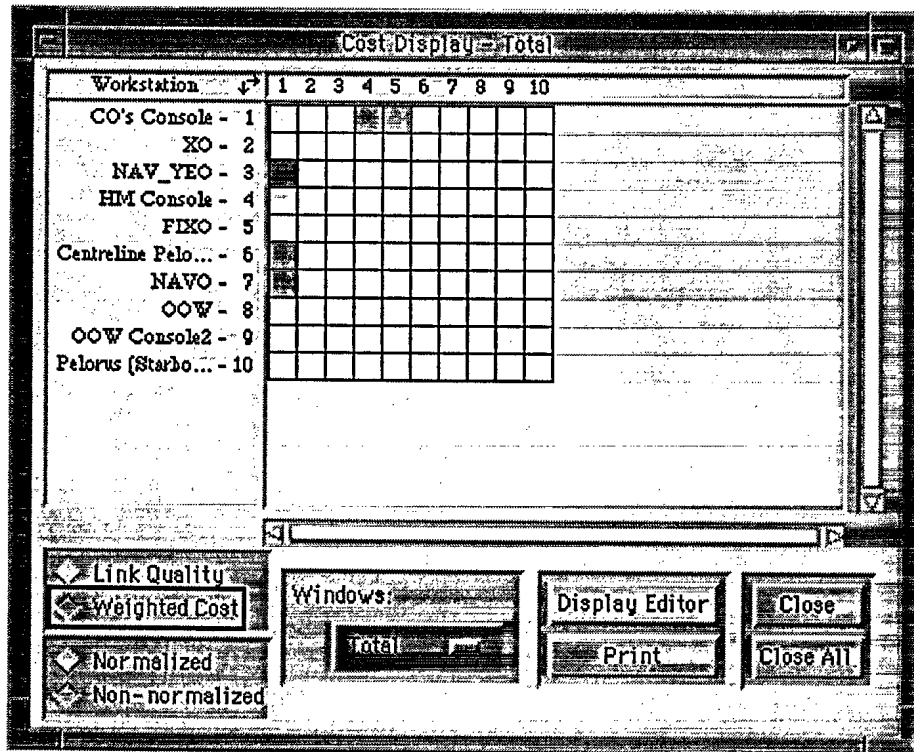 Cost Display - Total
Workstation 1 2 3 4 5 6 7 8 9 10
CO's Console - 1
XO - 2
NAV_YEO - 3
HM Console - 4
FIXO - 5
Centreline Pelo... - 6
NAVO - 7
OOW - 8
OOW Console2 - 9
Pelorus (Starbo... - 10
Link Quality
Weighted Cost
Normalized
Non-normalized
Windows:
Total
Display Editor
Print
Close
Close All